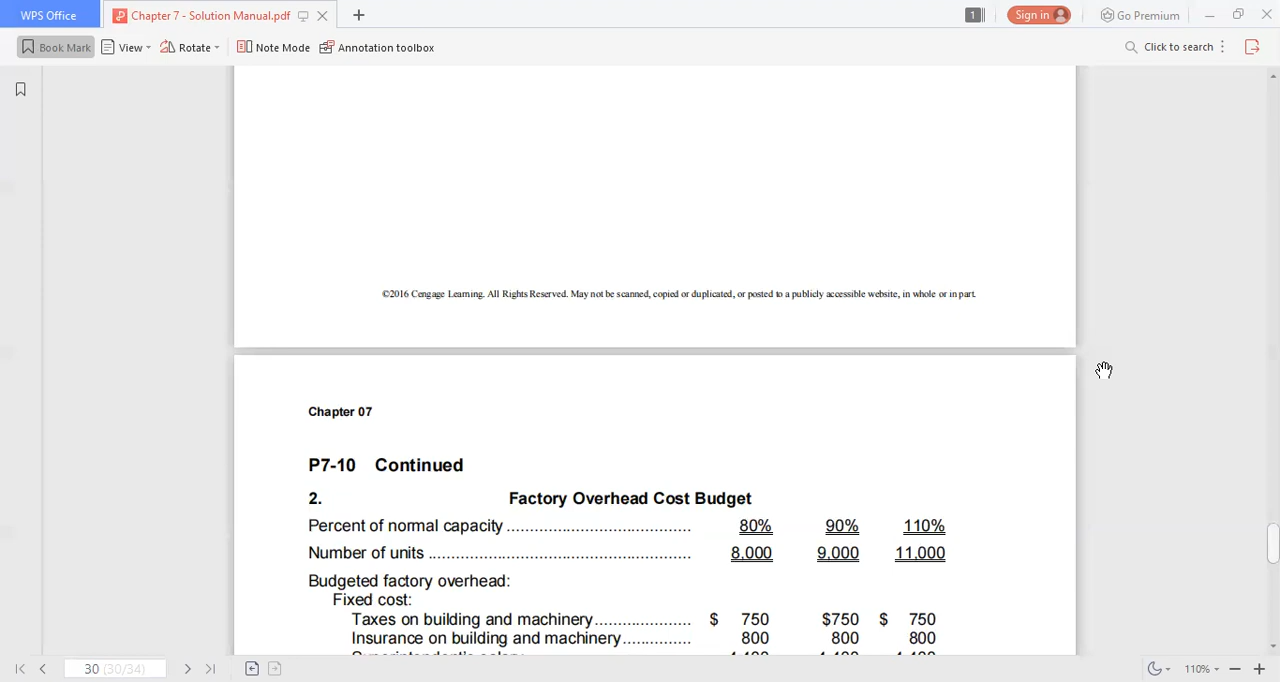 WPS Office
Chapter 7 - Solution Manual.pdf
1
Sign in
Go Premium
Book Mark
View
Rotate
Note Mode
Annotation toolbox
Click to search
©2016 Cengage Learning. All Rights Reserved. May not be scanned, copied or duplicated, or posted to a publicly accessible website, in whole or in part.
Chapter 07
P7-10 Continued
2. Factory Overhead Cost Budget
Percent of normal capacity ........................................ 80% 90% 110%
Number of units ........................................................ 8,000 9,000 11,000
Budgeted factory overhead:
Fixed cost:
Taxes on building and machinery..................... $ 750 $750 $ 750
Insurance on building and machinery............... 800 800 800
30 (30/34)
110%